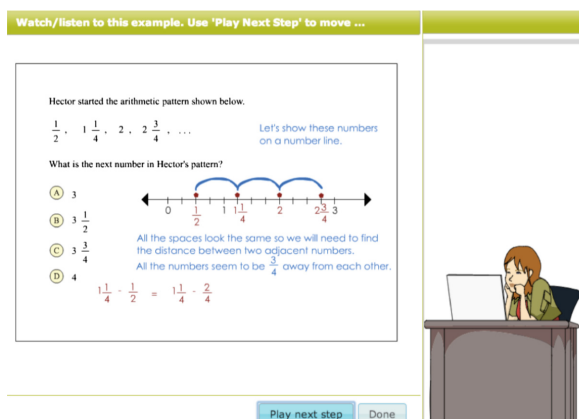 Watch/listen to this example. Use 'Play Next Step' to move ...
Hector started the arithmetic pattern shown below.
1/2 , 1 1/4 , 2 , 2 3/4 , ...
Let's show these numbers
on a number line.
What is the next number in Hector's pattern?
A 3
B 3 1/2
C 3 3/4
D 4
0 1/2 1 1 1/4 2 2 3/4 3
All the spaces look the same so we will need to find
the distance between two adjacent numbers.
All the numbers seem to be 3/4 away from each other.
1 1/4 - 1/2 = 1 1/4 - 2/4
Play next step
Done